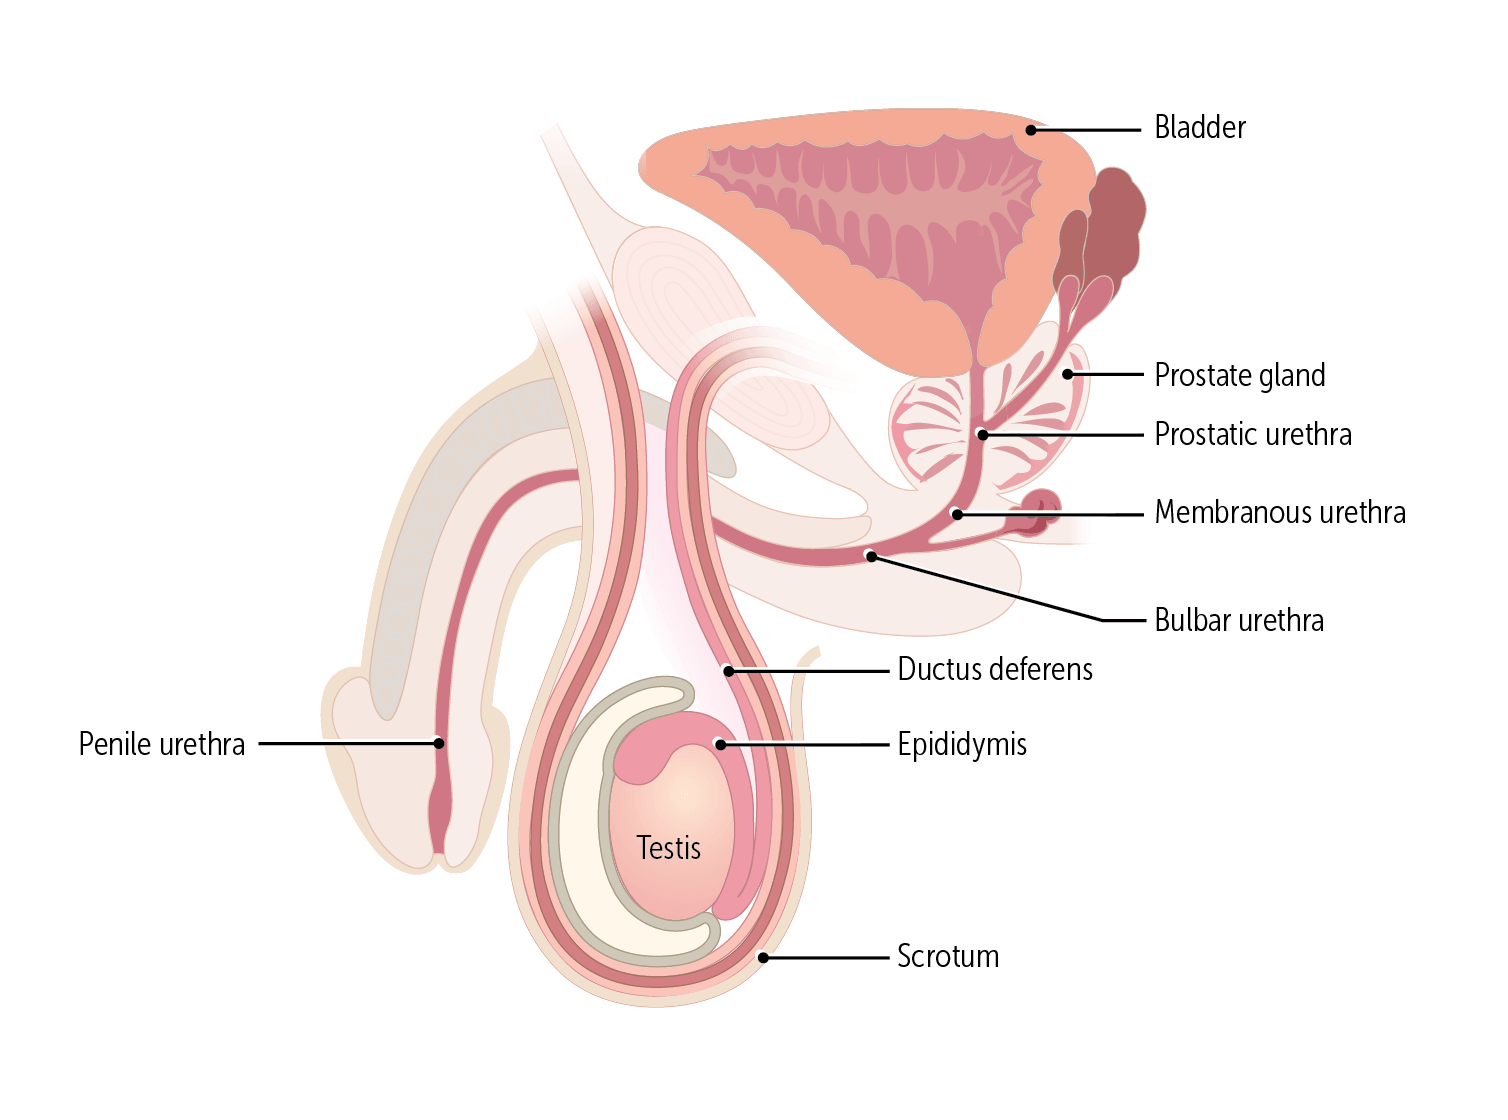 Bladder
Prostate gland
Prostatic urethra
Membranous urethra
Bulbar urethra
Ductus deferens
Penile urethra
Epididymis
Testis
Scrotum